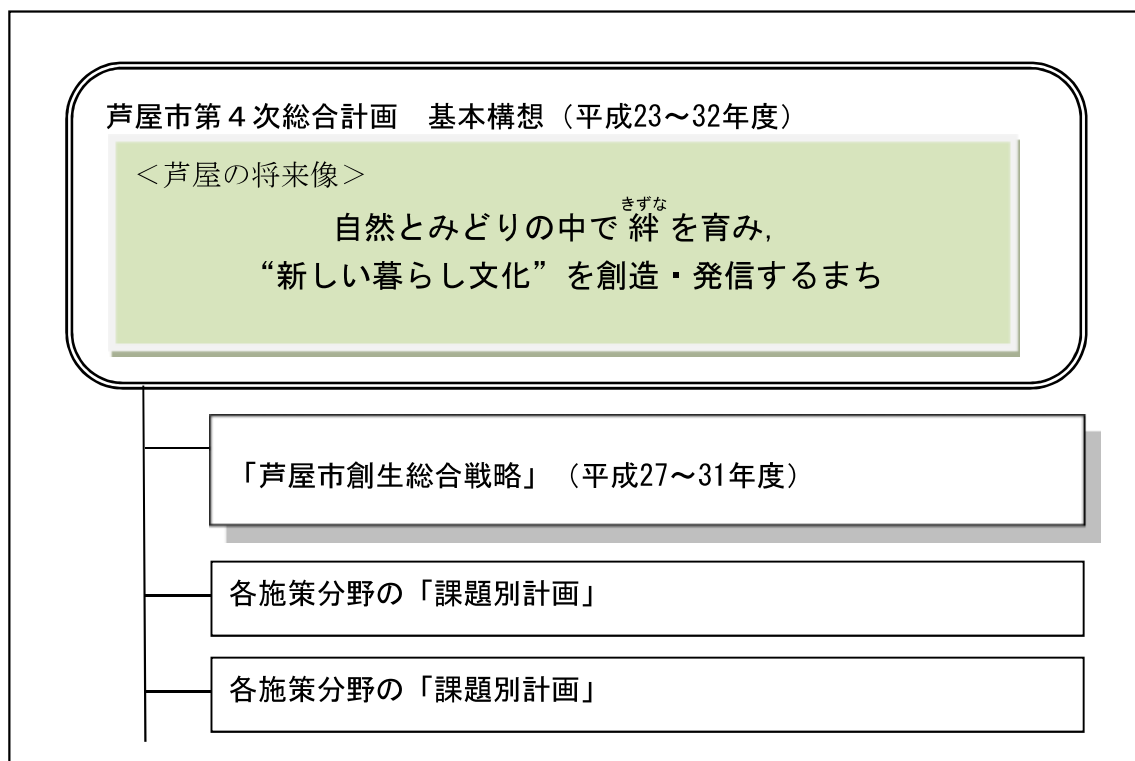 芦屋市第４次総合計画　基本構想（平成23～32年度）
＜芦屋の将来像＞
きずな
自然とみどりの中で絆を育み,
“新しい暮らし文化”を創造・発信するまち
「芦屋市創生総合戦略」（平成27～31年度）
各施策分野の「課題別計画」
各施策分野の「課題別計画」